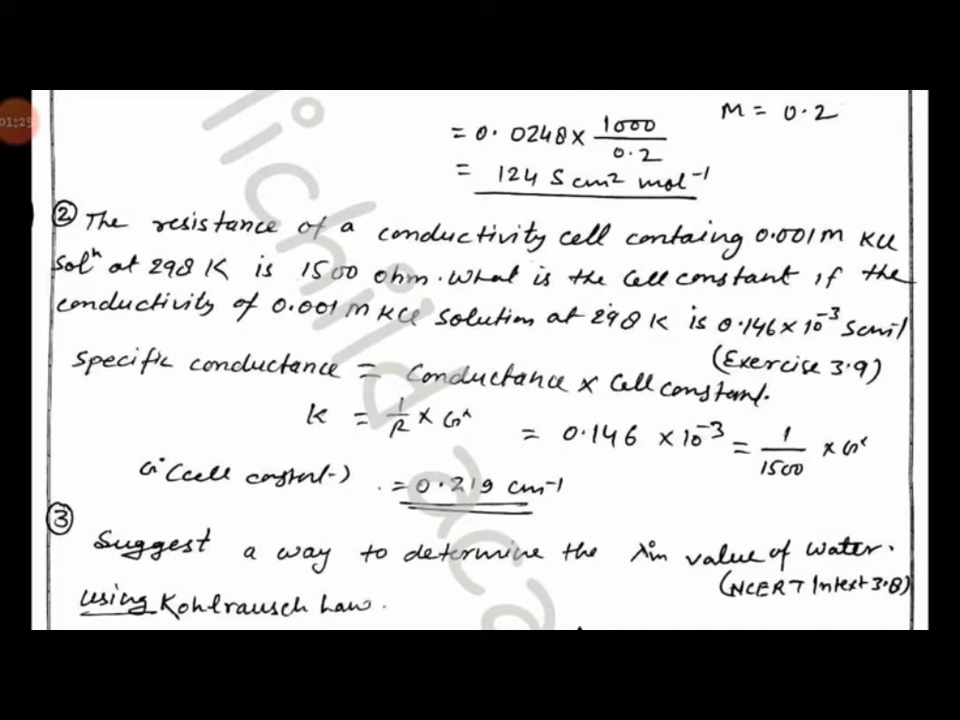 01:25
M = 0.2
= 0.0248 × 1000/0.2
= 124 S cm² mol⁻¹
② The resistance of a conductivity cell containg 0.001M KCl
solⁿ at 298 K is 1500 ohm. What is the cell constant if the
conductivity of 0.001 M KCl solution at 298 K is 0.146×10⁻³ Scm⁻¹
(Exercise 3.9)
Specific conductance = Conductance × Cell constant.
K = 1/R × G* = 0.146 × 10⁻³ = 1/1500 × G*
G* (cell constant) = 0.219 cm⁻¹
③
Suggest a way to determine the λ°m value of water.
(NCERT Intext 3.8)
using Kohlrausch Law.